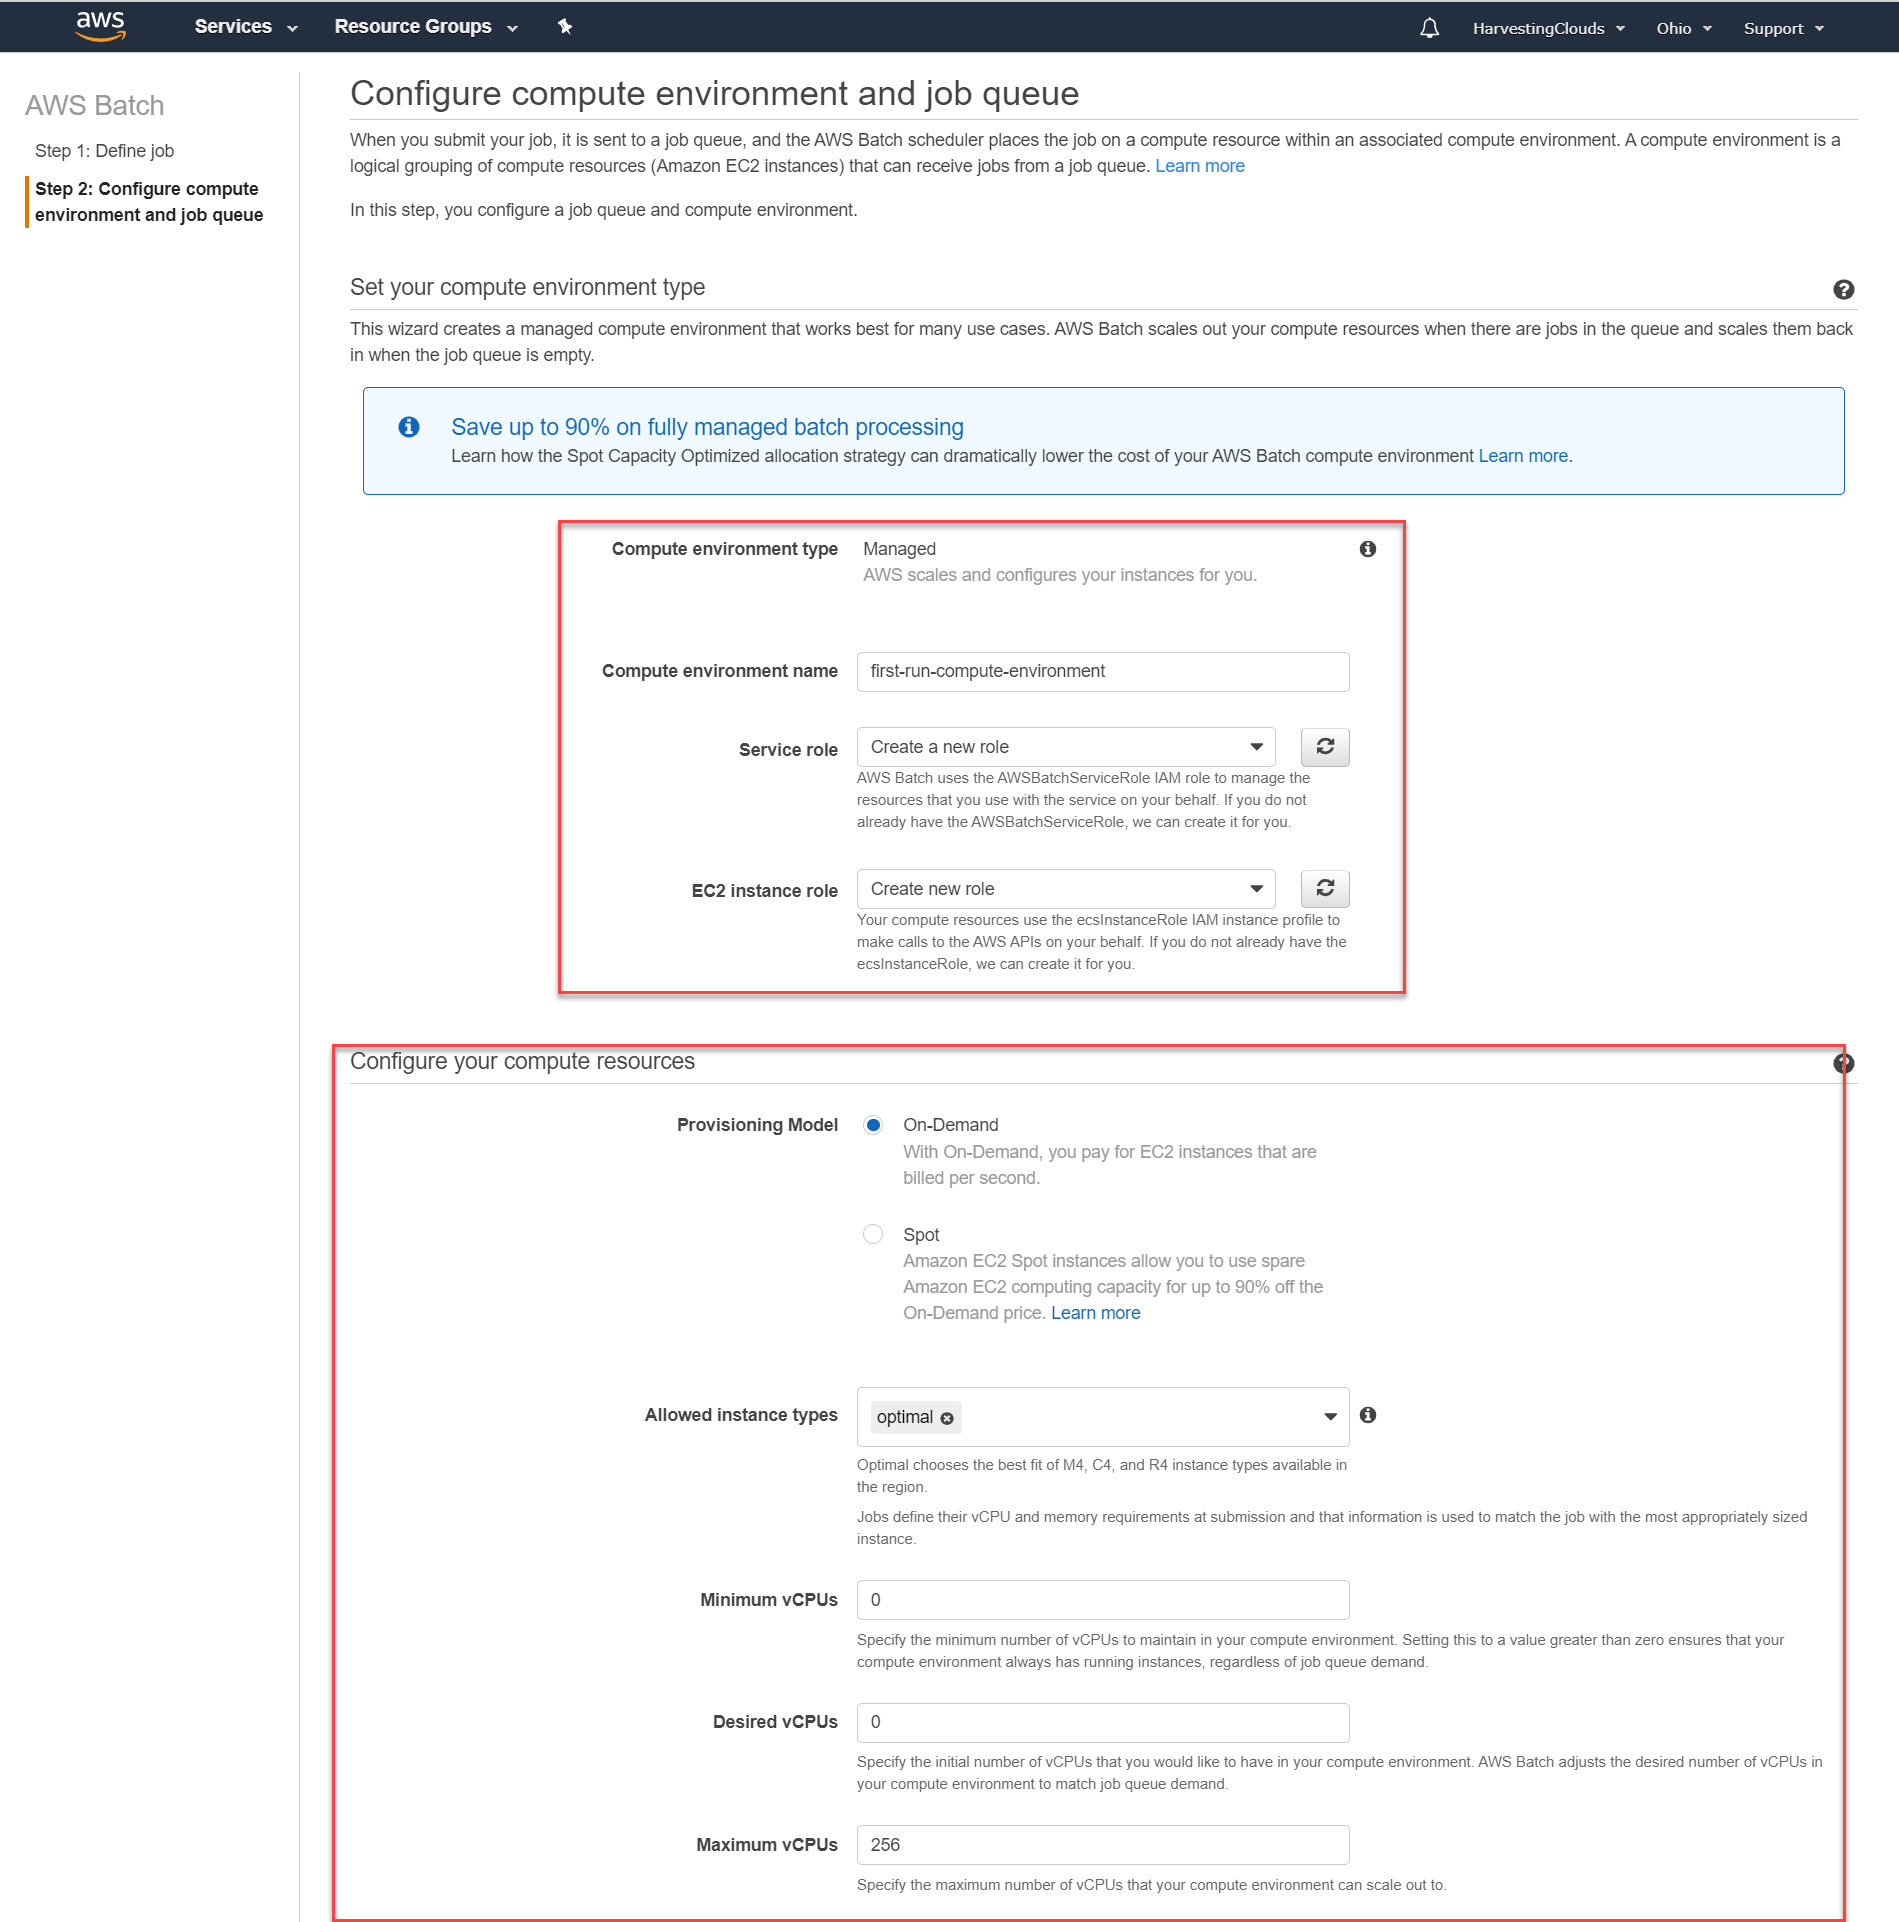 aws Services Resource Groups HarvestingClouds Ohio Support
AWS Batch
Step 1: Define job
Step 2: Configure compute
environment and job queue
Configure compute environment and job queue
When you submit your job, it is sent to a job queue, and the AWS Batch scheduler places the job on a compute resource within an associated compute environment. A compute environment is a
logical grouping of compute resources (Amazon EC2 instances) that can receive jobs from a job queue. Learn more
In this step, you configure a job queue and compute environment.
Set your compute environment type
This wizard creates a managed compute environment that works best for many use cases. AWS Batch scales out your compute resources when there are jobs in the queue and scales them back
in when the job queue is empty.
Save up to 90% on fully managed batch processing
Learn how the Spot Capacity Optimized allocation strategy can dramatically lower the cost of your AWS Batch compute environment Learn more.
Compute environment type Managed
AWS scales and configures your instances for you.
Compute environment name first-run-compute-environment
Service role Create a new role
AWS Batch uses the AWSBatchServiceRole IAM role to manage the
resources that you use with the service on your behalf. If you do not
already have the AWSBatchServiceRole, we can create it for you.
EC2 instance role Create new role
Your compute resources use the ecsInstanceRole IAM instance profile to
make calls to the AWS APIs on your behalf. If you do not already have the
ecsInstanceRole, we can create it for you.
Configure your compute resources
Provisioning Model On-Demand
With On-Demand, you pay for EC2 instances that are
billed per second.
Spot
Amazon EC2 Spot instances allow you to use spare
Amazon EC2 computing capacity for up to 90% off the
On-Demand price. Learn more
Allowed instance types optimal
Optimal chooses the best fit of M4, C4, and R4 instance types available in
the region.
Jobs define their vCPU and memory requirements at submission and that information is used to match the job with the most appropriately sized
instance.
Minimum vCPUs 0
Specify the minimum number of vCPUs to maintain in your compute environment. Setting this to a value greater than zero ensures that your
compute environment always has running instances, regardless of job queue demand.
Desired vCPUs 0
Specify the initial number of vCPUs that you would like to have in your compute environment. AWS Batch adjusts the desired number of vCPUs in
your compute environment to match job queue demand.
Maximum vCPUs 256
Specify the maximum number of vCPUs that your compute environment can scale out to.